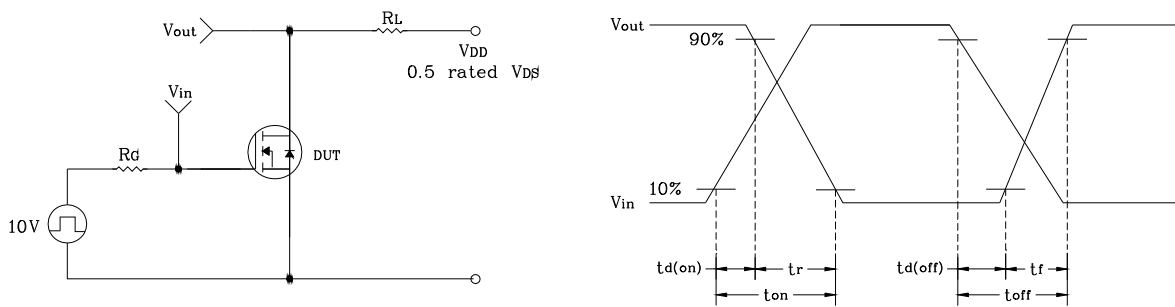 Vout
RL
VDD
0.5 rated VDS
Vin
RG
DUT
10V
Vout
90%
10%
Vin
td(on)
tr
td(off)
tf
ton
toff